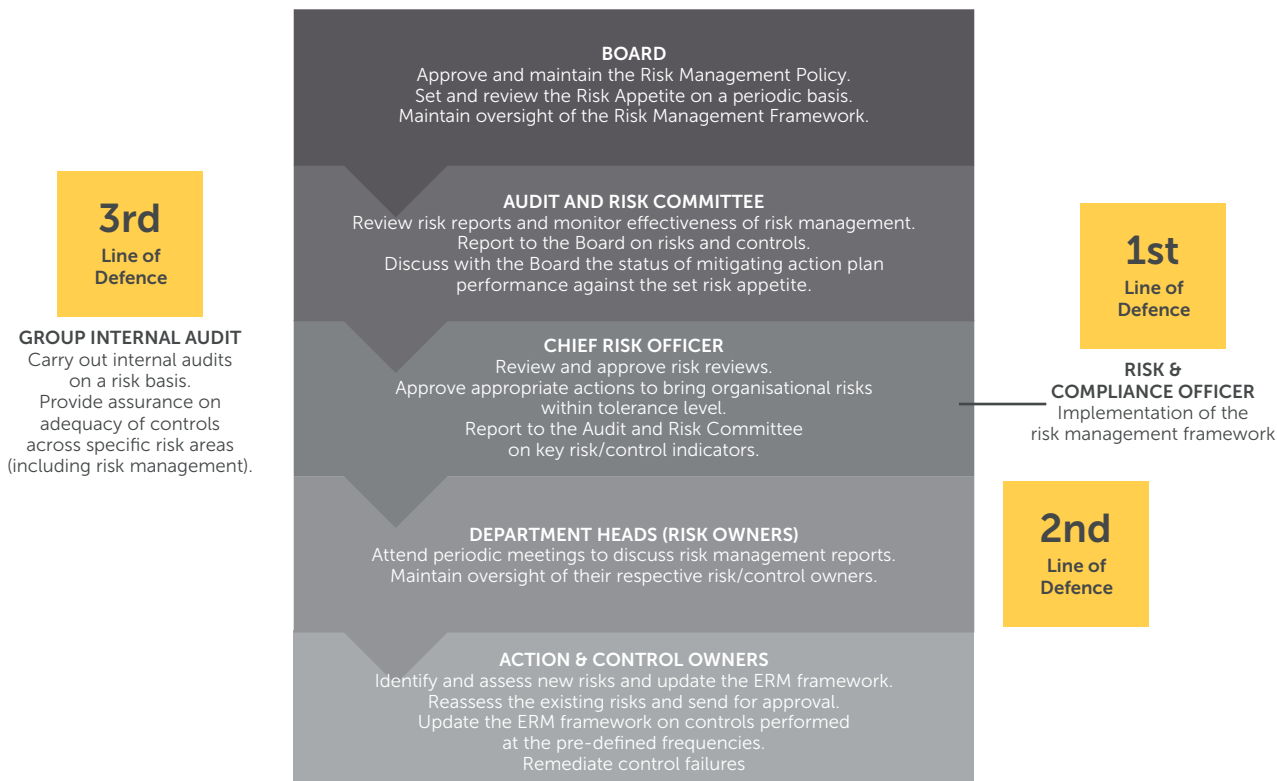 BOARD
Approve and maintain the Risk Management Policy.
Set and review the Risk Appetite on a periodic basis.
Maintain oversight of the Risk Management Framework.
AUDIT AND RISK COMMITTEE
Review risk reports and monitor effectiveness of risk management.
Report to the Board on risks and controls.
Discuss with the Board the status of mitigating action plan
performance against the set risk appetite.
CHIEF RISK OFFICER
Review and approve risk reviews.
Approve appropriate actions to bring organisational risks
within tolerance level.
Report to the Audit and Risk Committee
on key risk/control indicators.
DEPARTMENT HEADS (RISK OWNERS)
Attend periodic meetings to discuss risk management reports.
Maintain oversight of their respective risk/control owners.
ACTION & CONTROL OWNERS
Identify and assess new risks and update the ERM framework.
Reassess the existing risks and send for approval.
Update the ERM framework on controls performed
at the pre-defined frequencies.
Remediate control failures
3rd
Line of
Defence
GROUP INTERNAL AUDIT
Carry out internal audits
on a risk basis.
Provide assurance on
adequacy of controls
across specific risk areas
(including risk management).
1st
Line of
Defence
RISK &
COMPLIANCE OFFICER
Implementation of the
risk management framework
2nd
Line of
Defence